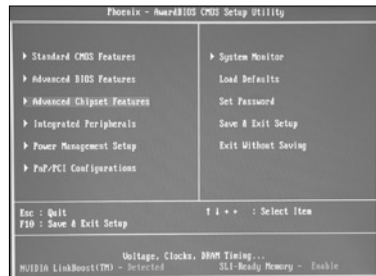 Phoenix - AwardBIOS CMOS Setup Utility
▶ Standard CMOS Features
▶ Advanced BIOS Features
▶ Advanced Chipset Features
▶ Integrated Peripherals
▶ Power Management Setup
▶ PnP/PCI Configurations
▶ System Monitor
Load Defaults
Set Password
Save & Exit Setup
Exit Without Saving
Esc : Quit
F10 : Save & Exit Setup
↑ ↓ → ← : Select Item
Voltage, Clocks, DRAM Timing...
NVIDIA LinkBoost(TM) - Detected
SLI-Ready Memory - Enable